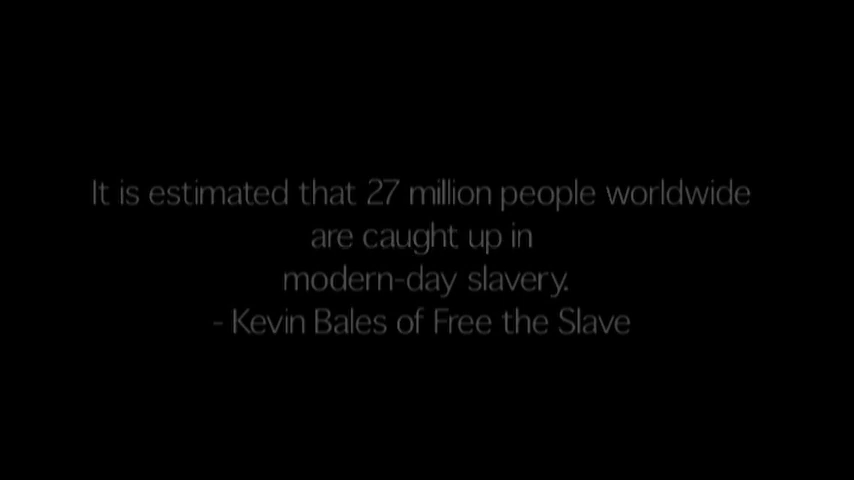 It is estimated that 27 million people worldwide
are caught up in
modern-day slavery.
- Kevin Bales of Free the Slave